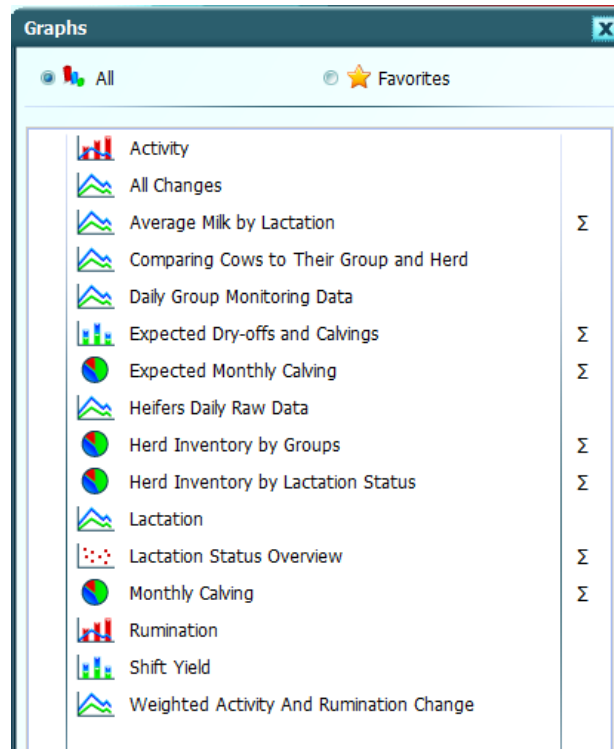 Graphs
All Favorites
Activity
All Changes
Average Milk by Lactation Σ
Comparing Cows to Their Group and Herd
Daily Group Monitoring Data
Expected Dry-offs and Calvings Σ
Expected Monthly Calving Σ
Heifers Daily Raw Data
Herd Inventory by Groups Σ
Herd Inventory by Lactation Status Σ
Lactation
Lactation Status Overview Σ
Monthly Calving Σ
Rumination
Shift Yield
Weighted Activity And Rumination Change